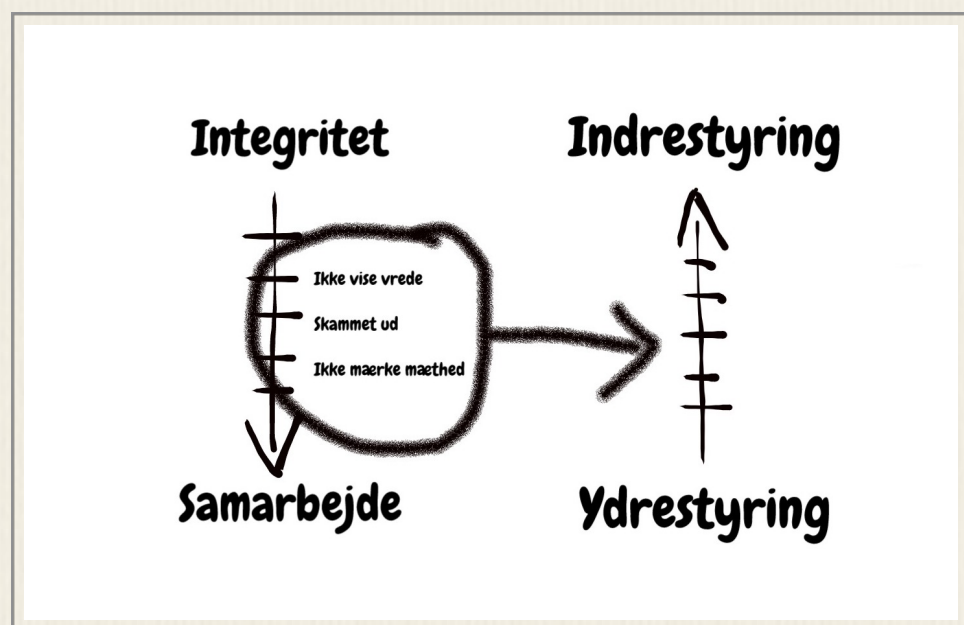 Integritet
Indrestyring
Ikke vise vrede
Skammet ud
Ikke mærke mæthed
Samarbejde
Ydrestyring